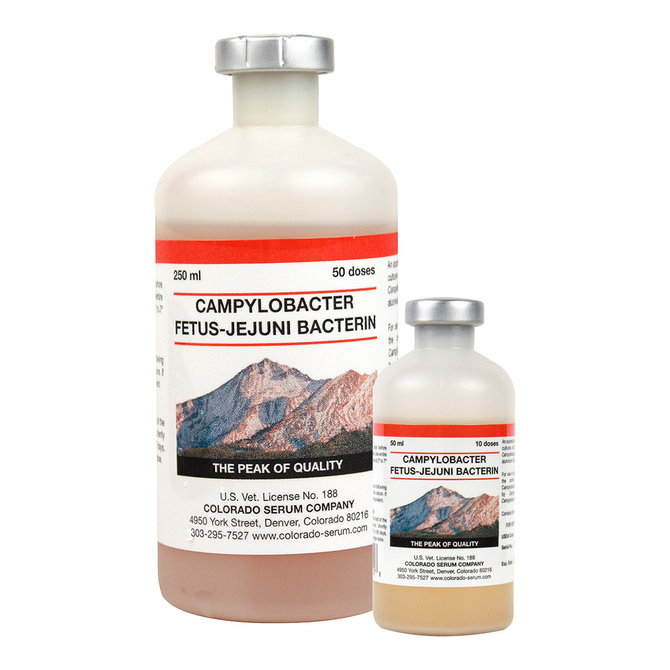 250 ml 50 doses
CAMPYLOBACTER
FETUS-JEJUNI BACTERIN
THE PEAK OF QUALITY
U.S. Vet. License No. 188
COLORADO SERUM COMPANY
4950 York Street, Denver, Colorado 80216
303-295-7527 www.colorado-serum.com
50 ml 10 doses
CAMPYLOBACTER
FETUS-JEJUNI BACTERIN
THE PEAK OF QUALITY
U.S. Vet. License No. 188
COLORADO SERUM COMPANY
4950 York Street, Denver, Colorado 80216
303-295-7527 www.colorado-serum.com